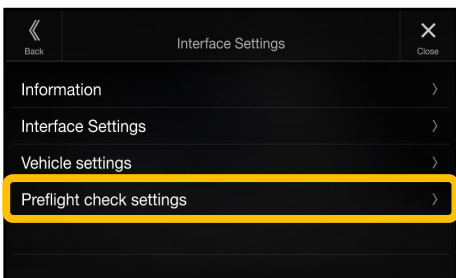 Back
Interface Settings
Close
Information
Interface Settings
Vehicle settings
Preflight check settings